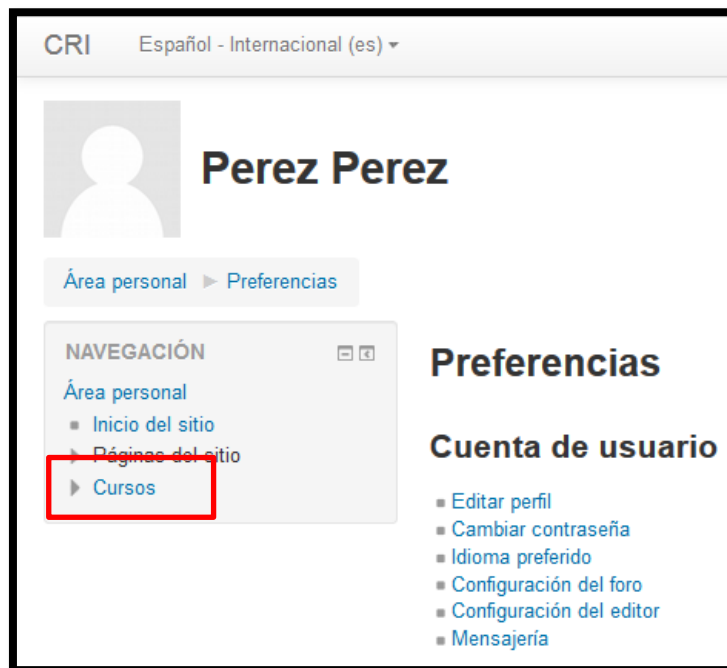 CRI Español - Internacional (es)
Perez Perez
Área personal Preferencias
NAVEGACIÓN
Área personal
Inicio del sitio
Páginas del sitio
Cursos
Preferencias
Cuenta de usuario
Editar perfil
Cambiar contraseña
Idioma preferido
Configuración del foro
Configuración del editor
Mensajería